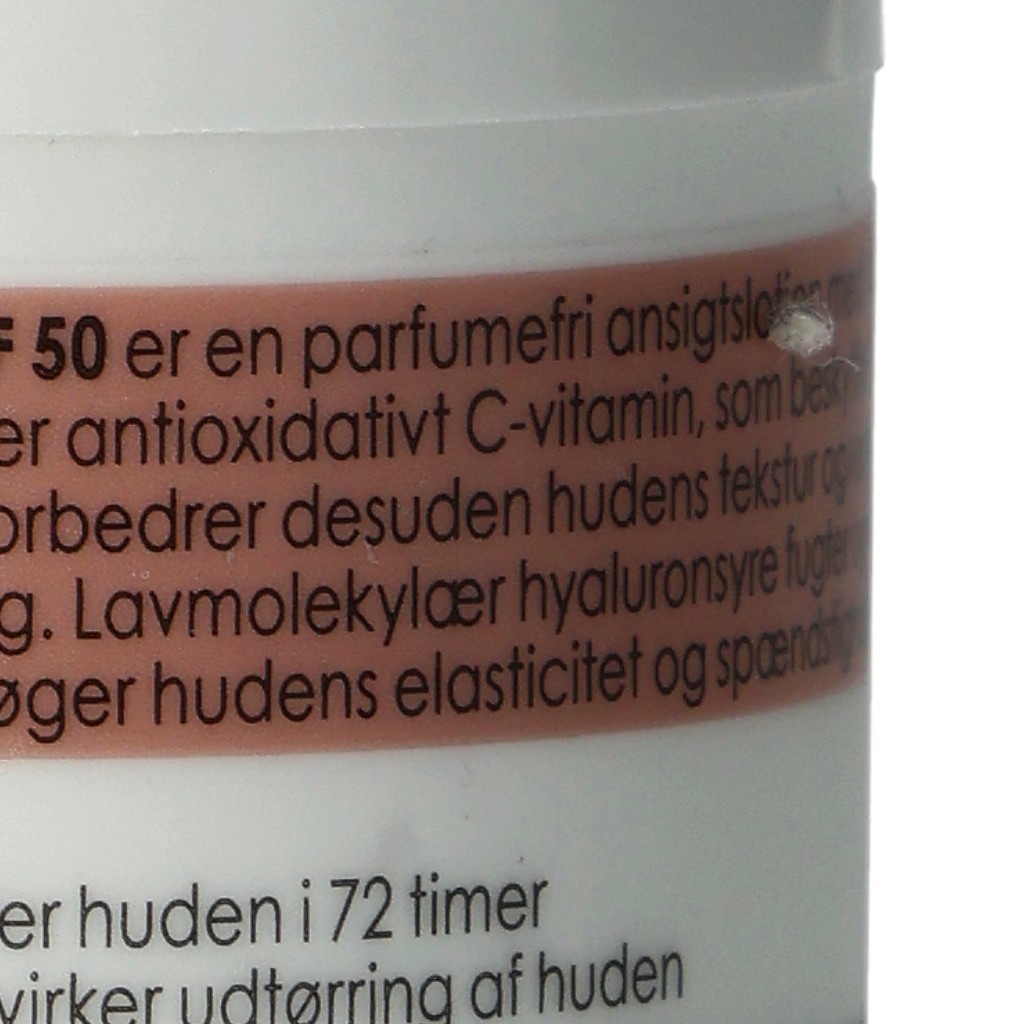 50 er en parfumefri ansigtslotion
er antioxidativt C-vitamin, som
orbedrer desuden hudens tekstur og
g. Lavmolekylær hyaluronsyre fugter
øger hudens elasticitet og
er huden i 72 timer
virker udtørring af huden